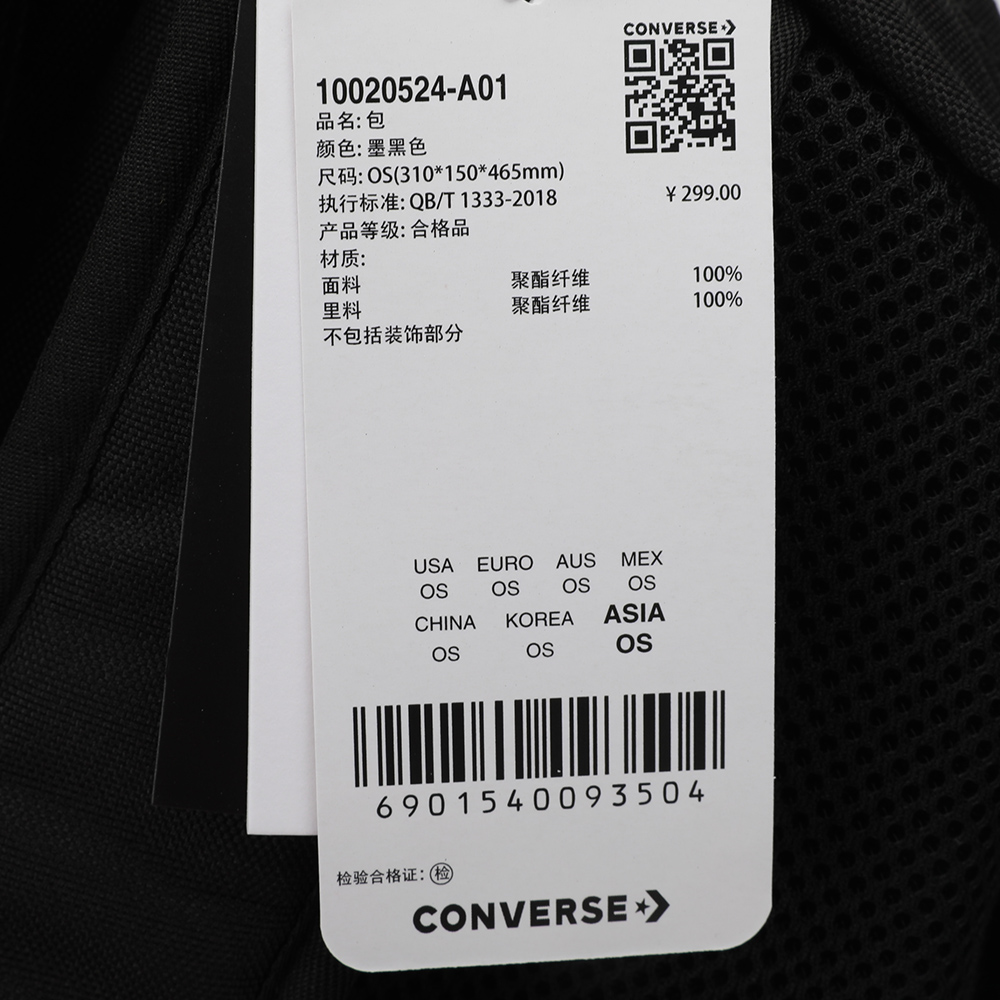 CONVERSE
10020524-A01
品名: 包
颜色: 墨黑色
尺码: OS(310*150*465mm)
执行标准: QB/T 1333-2018 ¥ 299.00
产品等级: 合格品
材质:
面料 聚酯纤维 100%
里料 聚酯纤维 100%
不包括装饰部分
USA EURO AUS MEX
OS OS OS OS
CHINA KOREA ASIA
OS OS OS
6901540093504
检验合格证: 检
CONVERSE